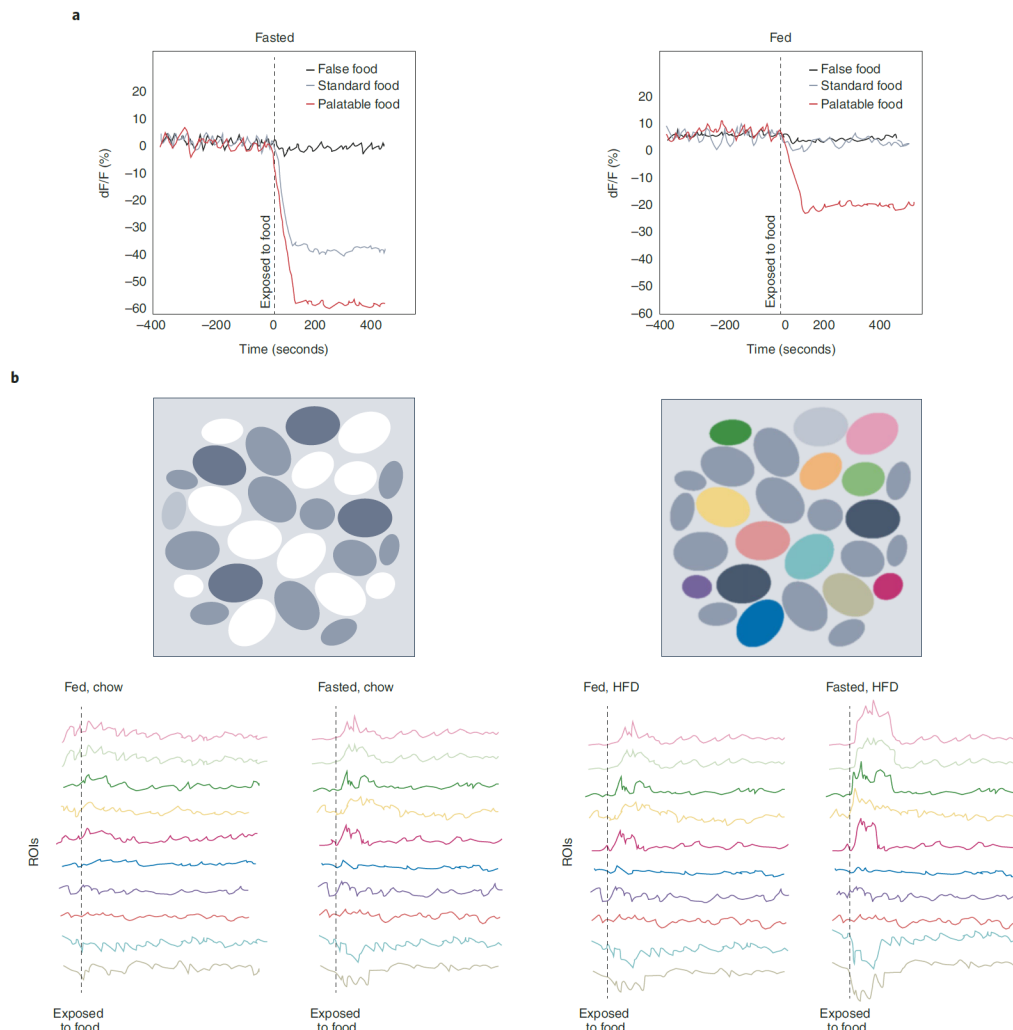 a
Fasted
False food
Standard food
Palatable food
20
10
0
−10
−20
−30
−40
−50
−60
dF/F (%)
Exposed to food
−400
−200
0
200
400
Time (seconds)
Fed
False food
Standard food
Palatable food
20
10
0
−10
−20
−30
−40
−50
−60
dF/F (%)
Exposed to food
−400
−200
0
200
400
Time (seconds)
b
Fed, chow
Fasted, chow
Fed, HFD
Fasted, HFD
ROIs
ROIs
Exposed
to food
Exposed
to food
Exposed
to food
Exposed
to food